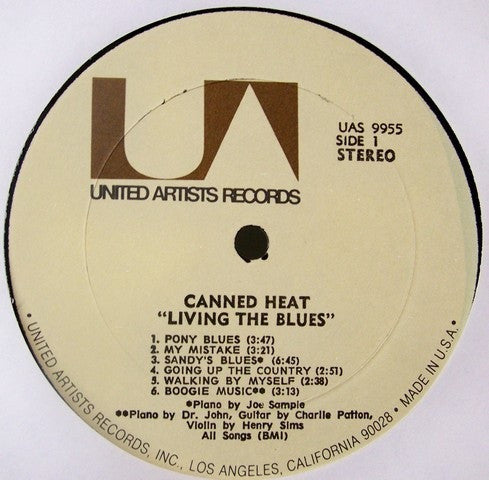 UA
UNITED ARTISTS RECORDS
UAS 9955
SIDE 1
STEREO
CANNED HEAT
"LIVING THE BLUES"
1. PONY BLUES (3:47)
2. MY MISTAKE (3:21)
3. SANDY'S BLUES* (6:45)
4. GOING UP THE COUNTRY (2:51)
5. WALKING BY MYSELF (2:38)
6. BOOGIE MUSIC** (3:13)
*Piano by Joe Sample
**Piano by Dr. John, Guitar by Charlie Patton,
Violin by Henry Sims
All Songs (BMI)
• UNITED ARTISTS RECORDS, INC., LOS ANGELES, CALIFORNIA 90028 • MADE IN U.S.A. •